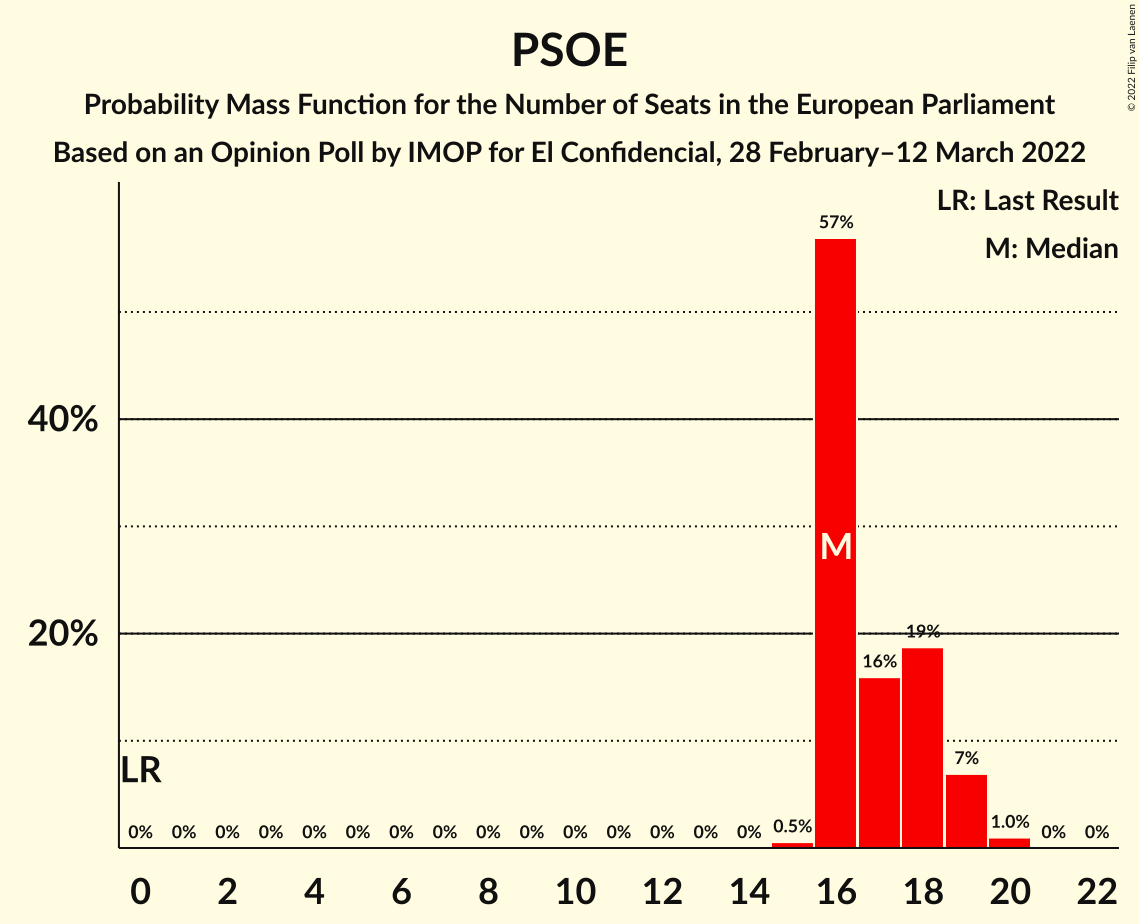 PSOE
Probability Mass Function for the Number of Seats in the European Parliament
Based on an Opinion Poll by IMOP for El Confidencial, 28 February–12 March 2022
© 2022 Filip van Laenen
LR: Last Result
M: Median
57%
40%
M
20%
19%
16%
7%
LR
0% 0% 0% 0% 0% 0% 0% 0% 0% 0% 0% 0% 0% 0% 0% 0.5% 1.0% 0% 0%
0 2 4 6 8 10 12 14 16 18 20 22